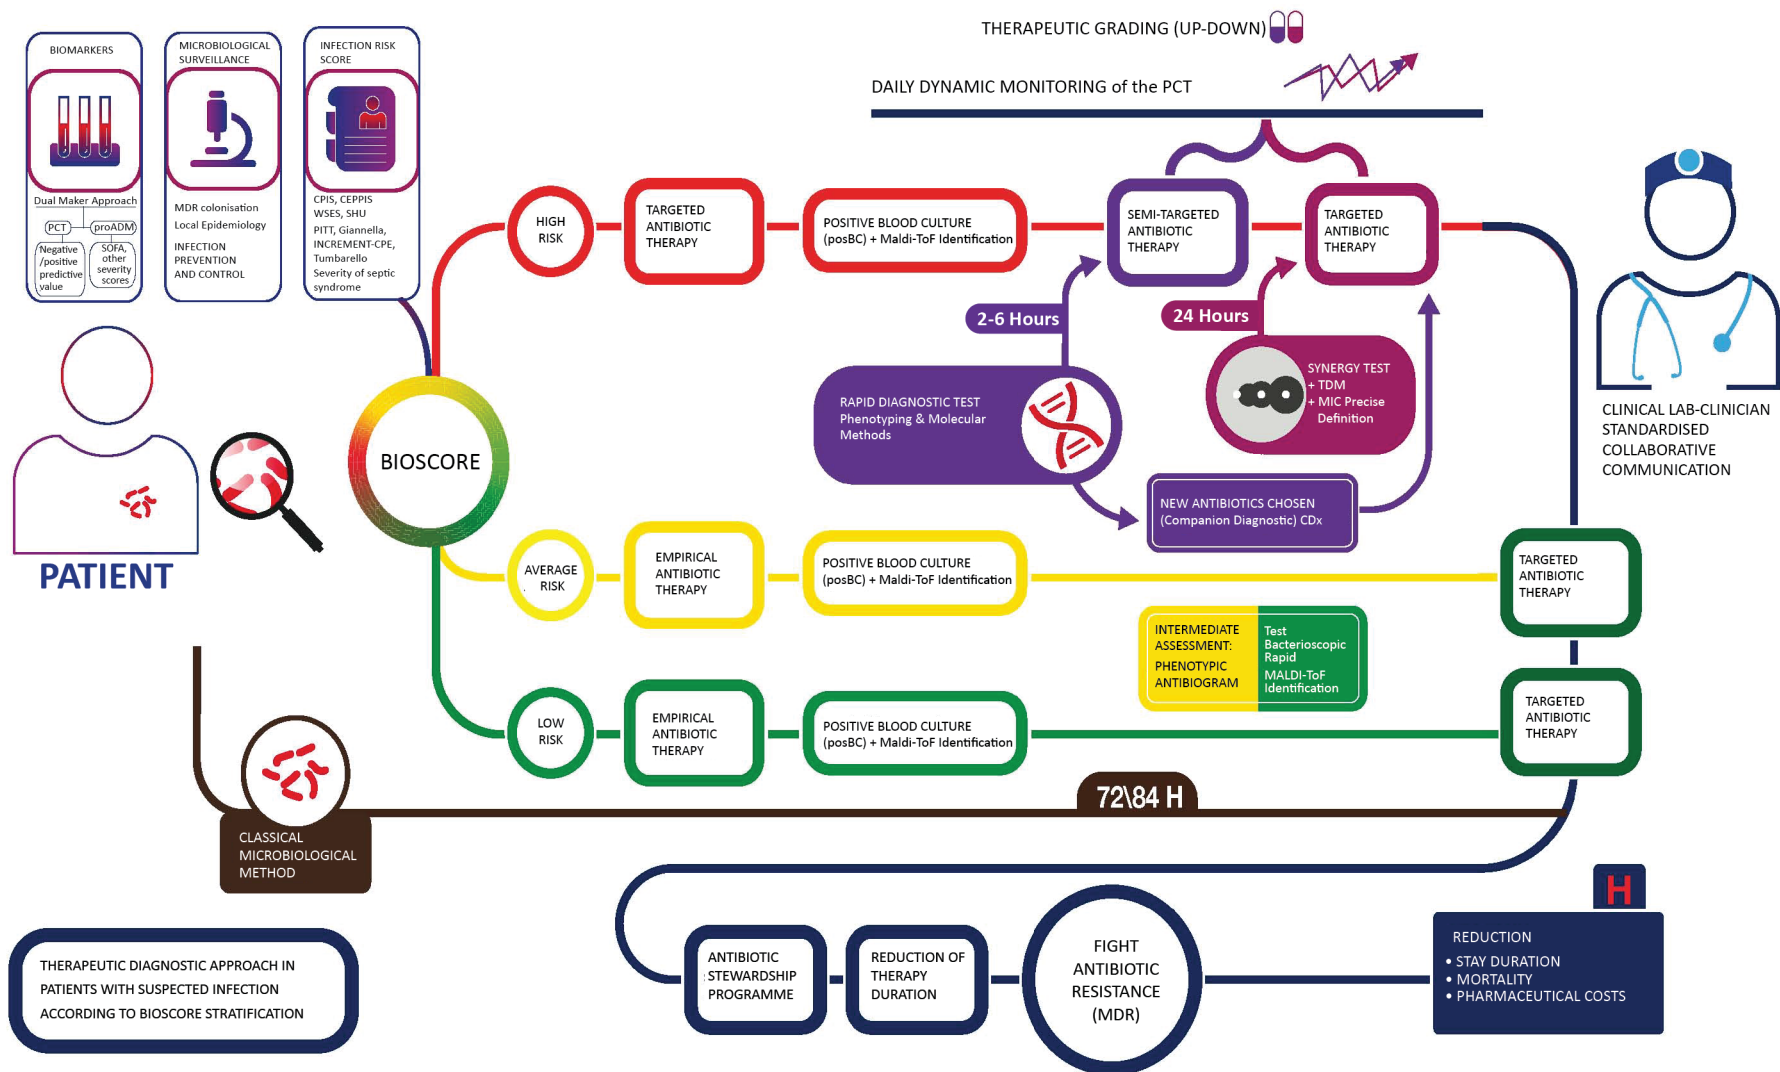 THERAPEUTIC GRADING (UP-DOWN)
DAILY DYNAMIC MONITORING of the PCT
BIOMARKERS
Dual Maker Approach
PCT
proADM
Negative
/positive
predictive
value
SOFA,
other
severity
scores
MICROBIOLOGICAL
SURVEILLANCE
MDR colonisation
Local Epidemiology
INFECTION
PREVENTION
AND CONTROL
INFECTION RISK
SCORE
CPIS, CEPPIS
WSES, SHU
PITT, Giannella,
INCREMENT-CPE,
Tumbarello
Severity of septic
syndrome
PATIENT
BIOSCORE
HIGH
RISK
TARGETED
ANTIBIOTIC
THERAPY
POSITIVE BLOOD CULTURE
(posBC) + Maldi-ToF Identification
SEMI-TARGETED
ANTIBIOTIC
THERAPY
TARGETED
ANTIBIOTIC
THERAPY
2-6 Hours
24 Hours
RAPID DIAGNOSTIC TEST
Phenotyping & Molecular
Methods
SYNERGY TEST
+ TDM
+ MIC Precise
Definition
NEW ANTIBIOTICS CHOSEN
(Companion Diagnostic) CDx
CLINICAL LAB-CLINICIAN
STANDARDISED
COLLABORATIVE
COMMUNICATION
AVERAGE
RISK
EMPIRICAL
ANTIBIOTIC
THERAPY
POSITIVE BLOOD CULTURE
(posBC) + Maldi-ToF Identification
TARGETED
ANTIBIOTIC
THERAPY
INTERMEDIATE
ASSESSMENT:
PHENOTYPIC
ANTIBIOGRAM
Test
Bacterioscopic
Rapid
MALDI-ToF
Identification
LOW
RISK
EMPIRICAL
ANTIBIOTIC
THERAPY
POSITIVE BLOOD CULTURE
(posBC) + Maldi-ToF Identification
TARGETED
ANTIBIOTIC
THERAPY
72\84 H
CLASSICAL
MICROBIOLOGICAL
METHOD
THERAPEUTIC DIAGNOSTIC APPROACH IN
PATIENTS WITH SUSPECTED INFECTION
ACCORDING TO BIOSCORE STRATIFICATION
ANTIBIOTIC
STEWARDSHIP
PROGRAMME
REDUCTION OF
THERAPY
DURATION
FIGHT
ANTIBIOTIC
RESISTANCE
(MDR)
H
REDUCTION
• STAY DURATION
• MORTALITY
• PHARMACEUTICAL COSTS